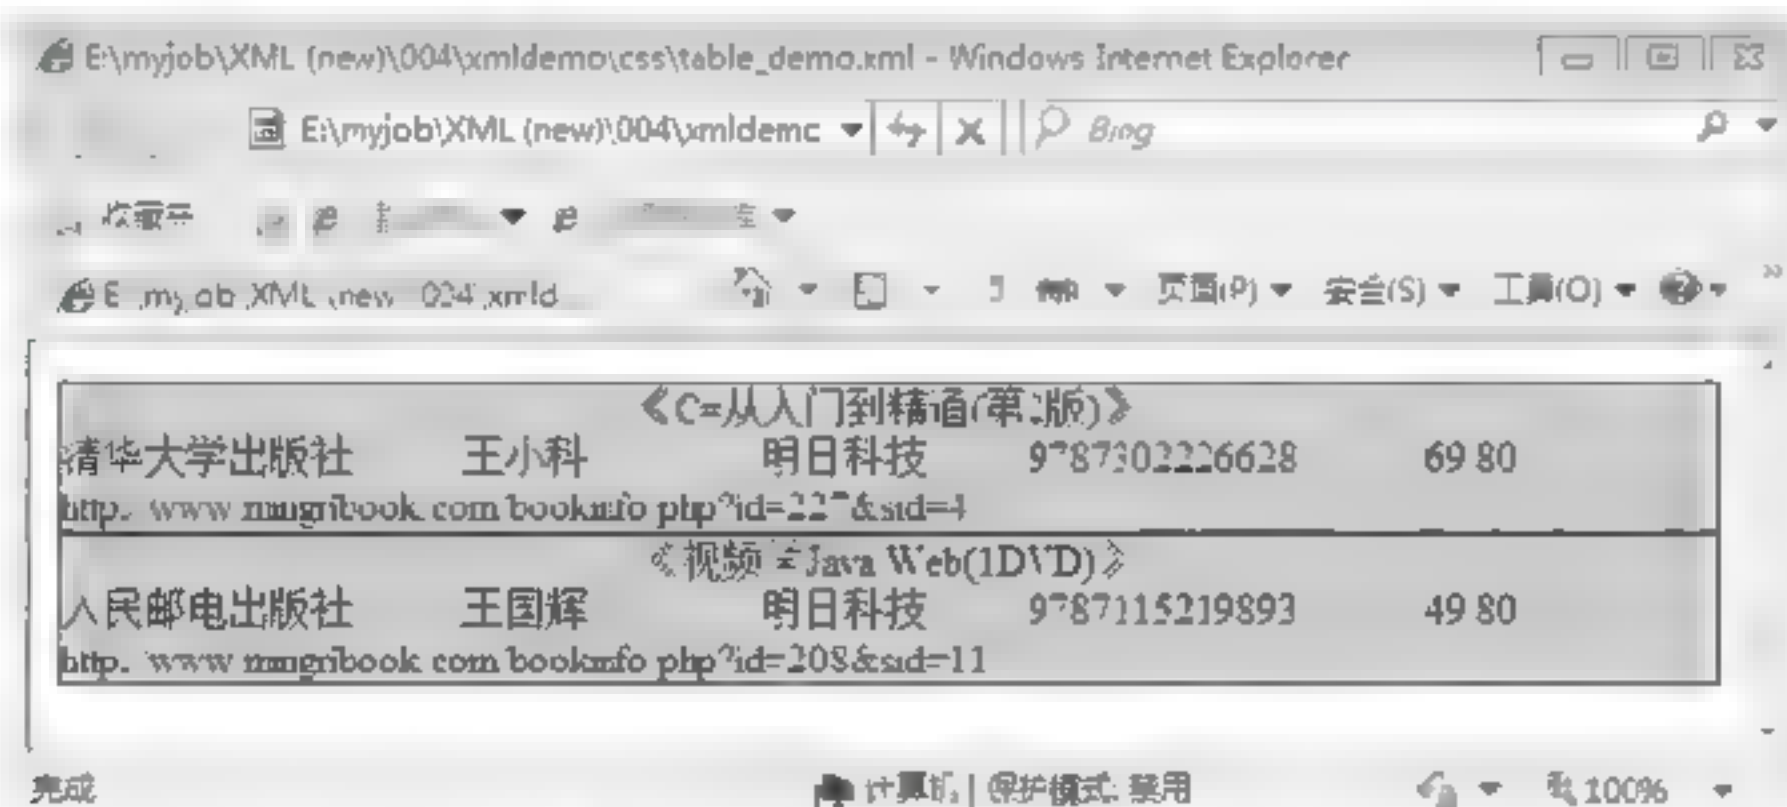 E:\myjob\XML (new)\004\xmldemo\css\table_demo.xml - Windows Internet Explorer
E:\myjob\XML (new)\004\xmldemc Bing
收藏夹
页面(P) 安全(S) 工具(O)
《C#从入门到精通(第2版)》
清华大学出版社 王小科 明日科技 9787302226628 69.80
http://www.mingribook.com/bookinfo.php?id=227&sid=4
《视频学Java Web(1DVD)》
人民邮电出版社 王国辉 明日科技 9787115219893 49.80
http://www.mingribook.com/bookinfo.php?id=208&sid=11
完成 计算机 | 保护模式: 禁用 100%